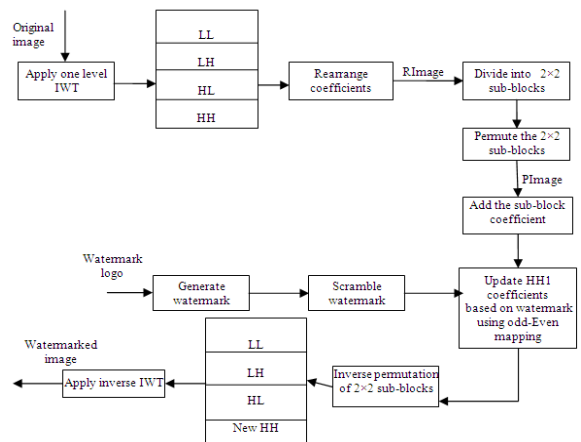 Original
image
Apply one level
IWT
LL
LH
HL
HH
Rearrange
coefficients
RImage
Divide into 2×2
sub-blocks
Permute the 2×2
sub-blocks
PImage
Add the sub-block
coefficient
Watermark
logo
Generate
watermark
Scramble
watermark
Update HH1
coefficients
based on watermark
using odd-Even
mapping
Inverse permutation
of 2×2 sub-blocks
LL
LH
HL
New HH
Apply inverse IWT
Watermarked
image